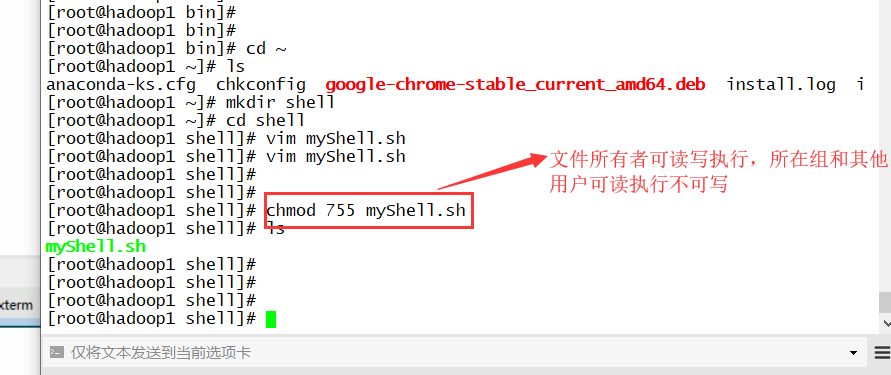 [root@hadoop1 bin]#
[root@hadoop1 bin]#
[root@hadoop1 bin]# cd ~
[root@hadoop1 ~]# ls
anaconda-ks.cfg  chkconfig  google-chrome-stable_current_amd64.deb  install.log  i
[root@hadoop1 ~]# mkdir shell
[root@hadoop1 ~]# cd shell
[root@hadoop1 shell]# vim myShell.sh
[root@hadoop1 shell]# vim myShell.sh
[root@hadoop1 shell]#
[root@hadoop1 shell]#
[root@hadoop1 shell]# chmod 755 myShell.sh
[root@hadoop1 shell]# ls
myShell.sh
[root@hadoop1 shell]#
[root@hadoop1 shell]#
[root@hadoop1 shell]#
[root@hadoop1 shell]#
文件所有者可读写执行，所在组和其他
用户可读执行不可写
xterm
仅将文本发送到当前选项卡